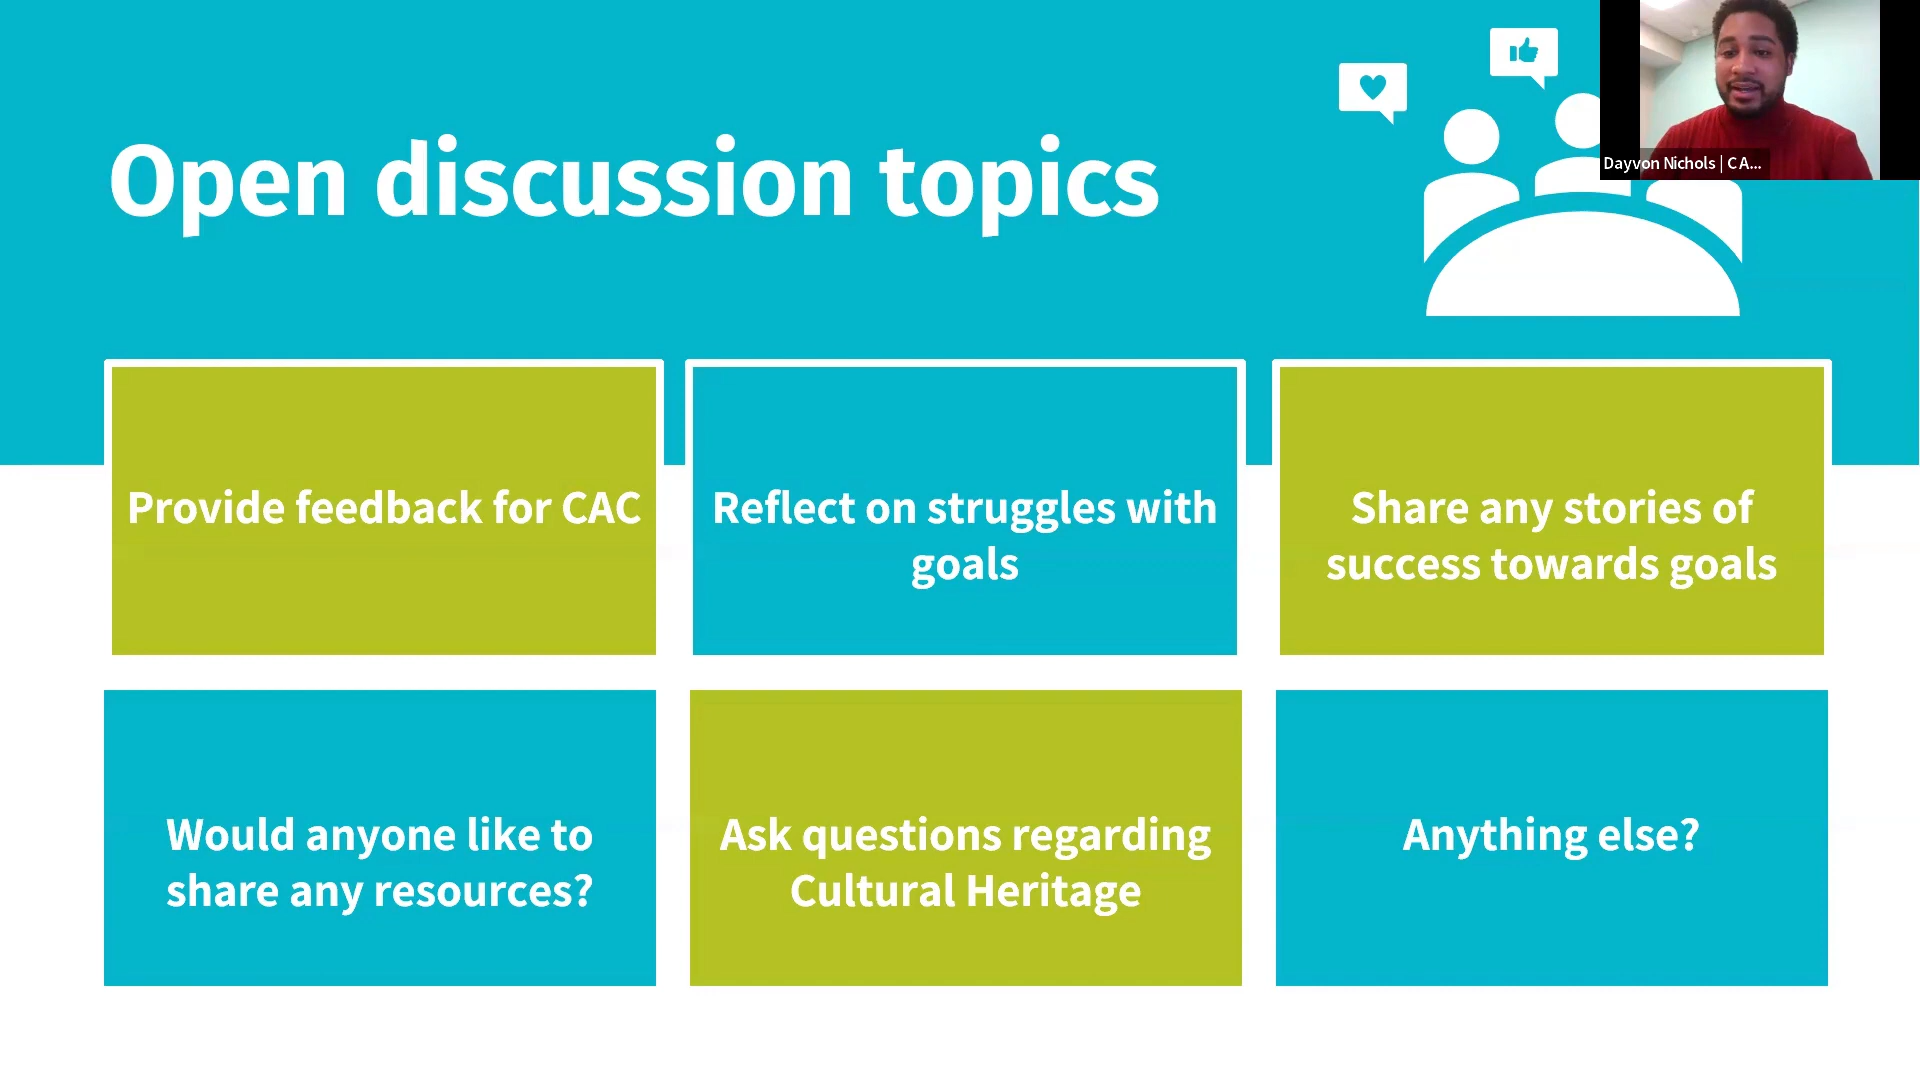 Open discussion topics
Dayvon Nichols | C A...
Provide feedback for CAC
Reflect on struggles with
goals
Share any stories of
success towards goals
Would anyone like to
share any resources?
Ask questions regarding
Cultural Heritage
Anything else?